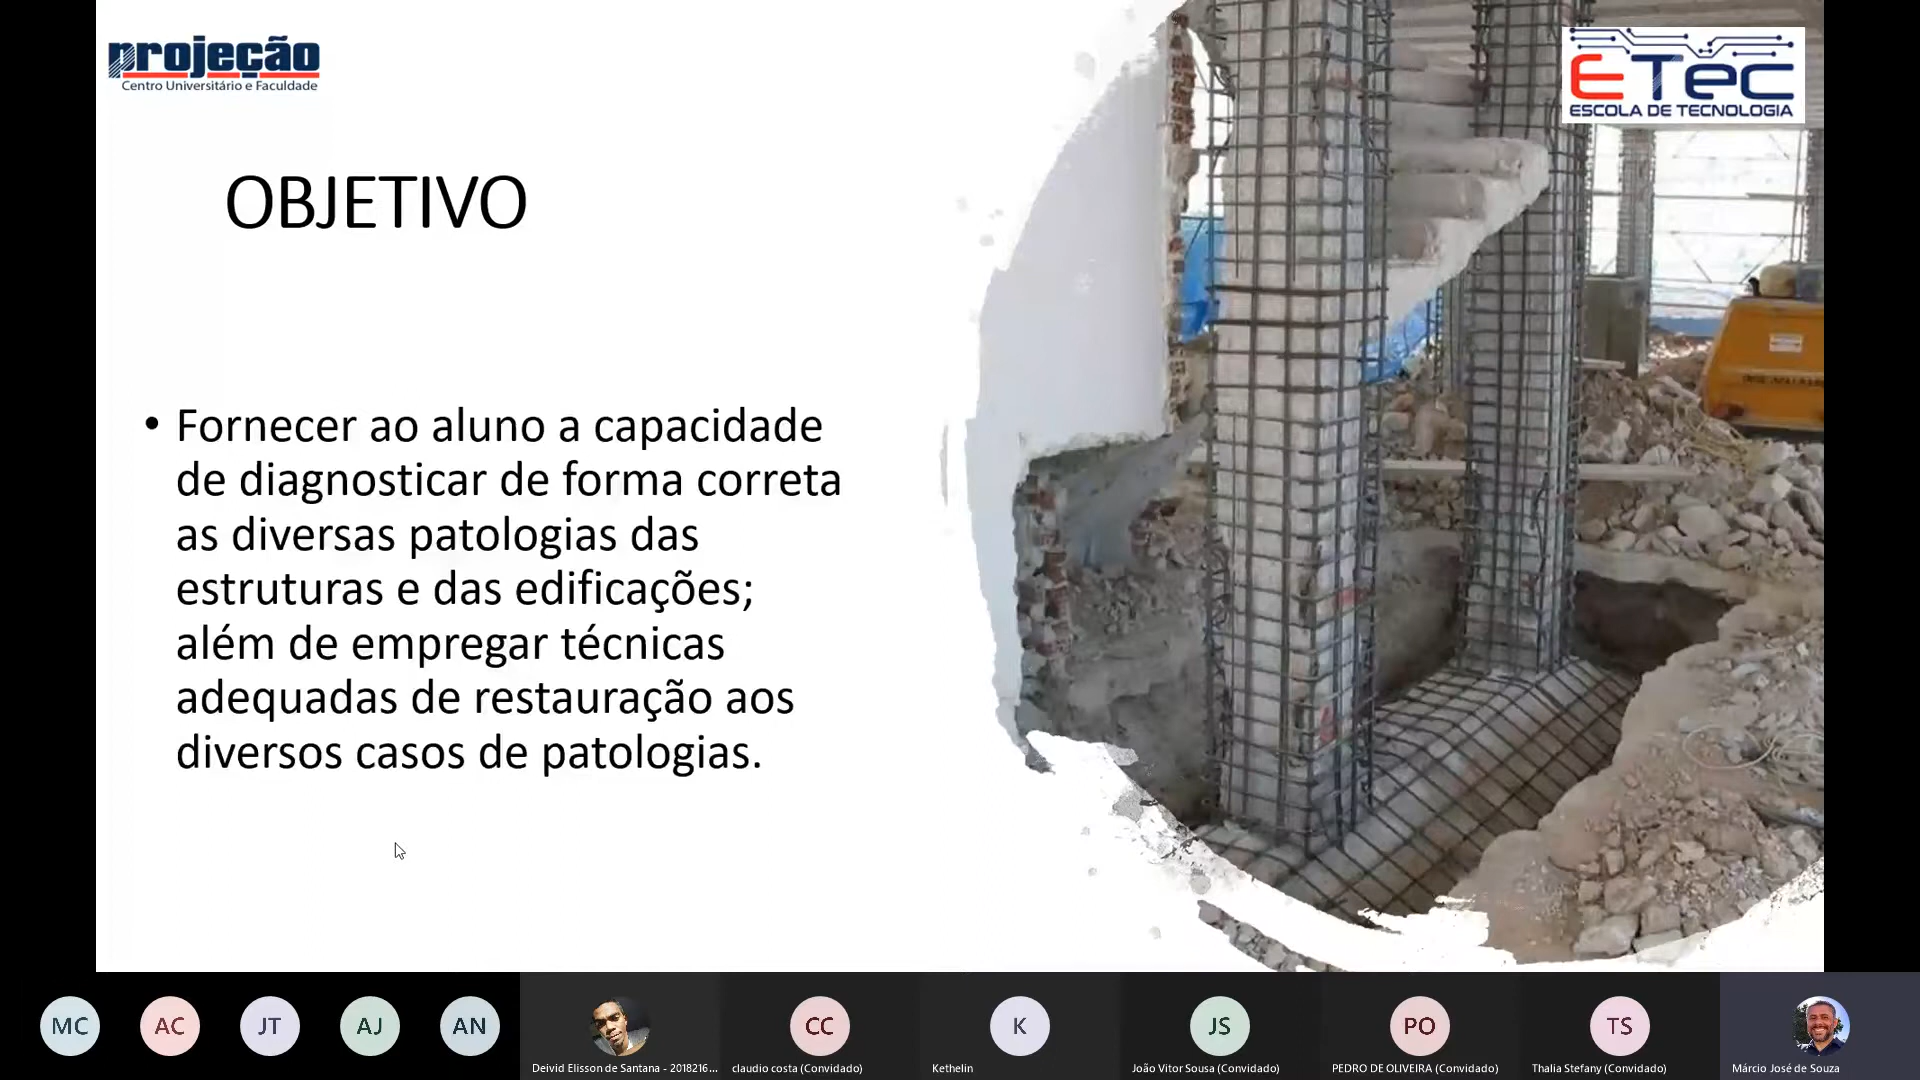 projeção
Centro Universitário e Faculdade
ETec
ESCOLA DE TECNOLOGIA
OBJETIVO
• Fornecer ao aluno a capacidade
de diagnosticar de forma correta
as diversas patologias das
estruturas e das edificações;
além de empregar técnicas
adequadas de restauração aos
diversos casos de patologias.
MC
AC
JT
AJ
AN
CC
K
JS
PO
TS
Deivid Elisson de Santana - 2018216...
claudio costa (Convidado)
Kethelin
João Vitor Sousa (Convidado)
PEDRO DE OLIVEIRA (Convidado)
Thalia Stefany (Convidado)
Márcio José de Souza